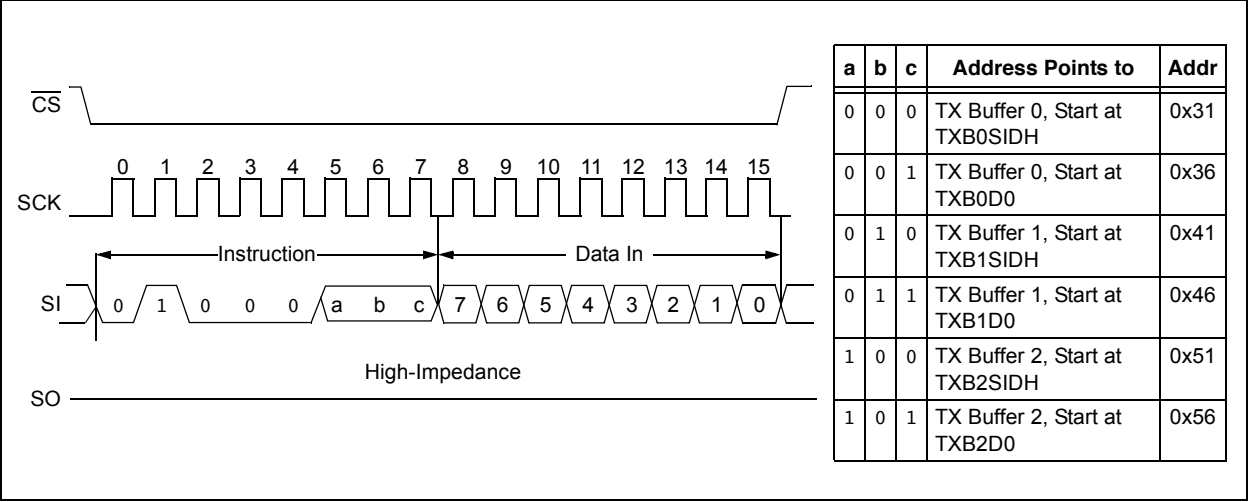 a b c Address Points to Addr
CS
0 0 0 TX Buffer 0, Start at 0x31
TXB0SIDH
0 1 2 3 4 5 6 7 8 9 10 11 12 13 14 15
SCK
0 0 1 TX Buffer 0, Start at 0x36
TXB0D0
0 1 0 TX Buffer 1, Start at 0x41
TXB1SIDH
Instruction Data In
SI 0 1 0 0 0 a b c 7 6 5 4 3 2 1 0
0 1 1 TX Buffer 1, Start at 0x46
TXB1D0
1 0 0 TX Buffer 2, Start at 0x51
TXB2SIDH
High-Impedance
SO
1 0 1 TX Buffer 2, Start at 0x56
TXB2D0